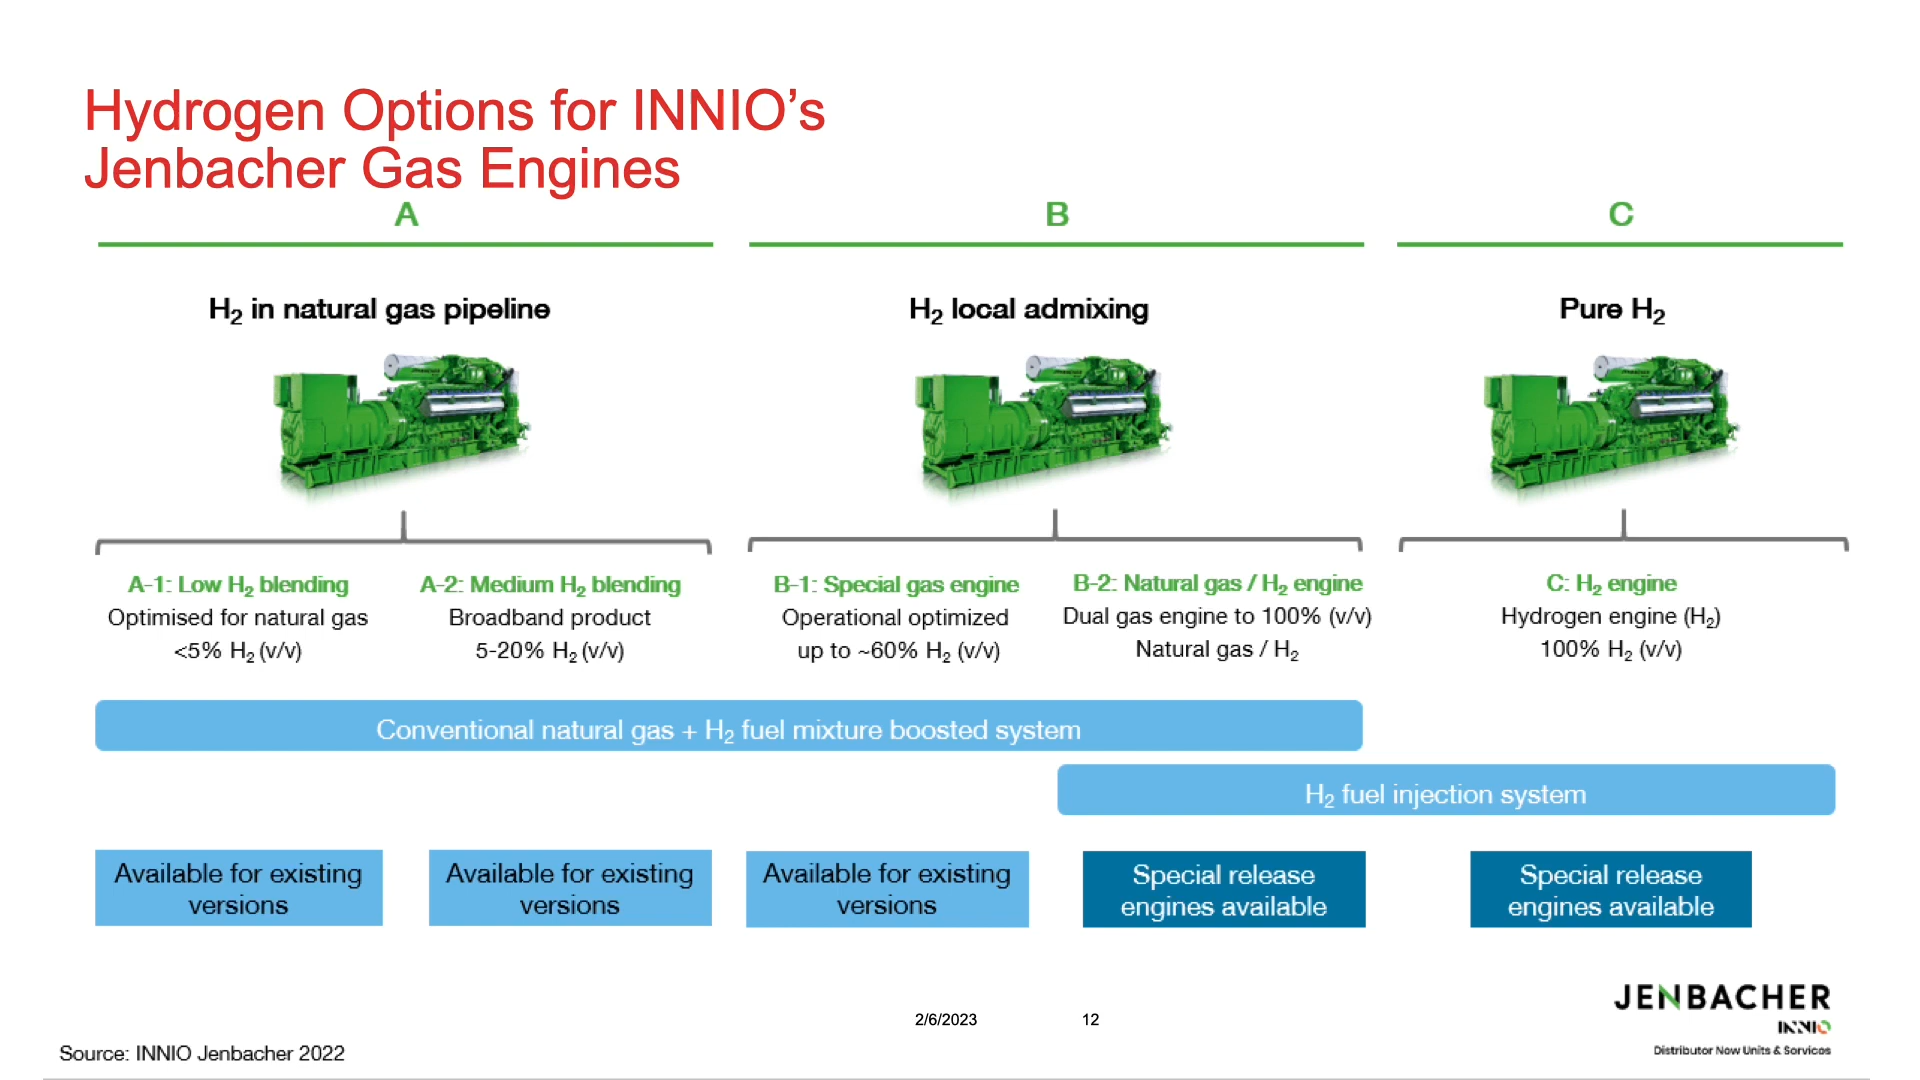 Hydrogen Options for INNIO’s
Jenbacher Gas Engines
A
B
C
H₂ in natural gas pipeline
H₂ local admixing
Pure H₂
A-1: Low H₂ blending
Optimised for natural gas
<5% H₂ (v/v)
A-2: Medium H₂ blending
Broadband product
5-20% H₂ (v/v)
B-1: Special gas engine
Operational optimized
up to ~60% H₂ (v/v)
B-2: Natural gas / H₂ engine
Dual gas engine to 100% (v/v)
Natural gas / H₂
C: H₂ engine
Hydrogen engine (H₂)
100% H₂ (v/v)
Conventional natural gas + H₂ fuel mixture boosted system
H₂ fuel injection system
Available for existing
versions
Available for existing
versions
Available for existing
versions
Special release
engines available
Special release
engines available
JENBACHER
INNIO
Distributor New Units & Services
2/6/2023
12
Source: INNIO Jenbacher 2022